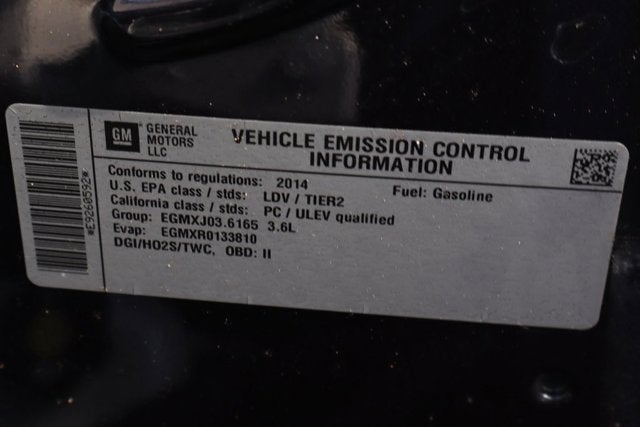 GM
GENERAL
MOTORS
LLC
VEHICLE EMISSION CONTROL
INFORMATION
Conforms to regulations: 2014
Fuel: Gasoline
U.S. EPA class / stds: LDV / TIER2
California class / stds: PC / ULEV qualified
Group: EGMXJ03.6165 3.6L
Evap: EGMXR0133810
DGI/HO2S/TWC, OBD: II
*E9260592*